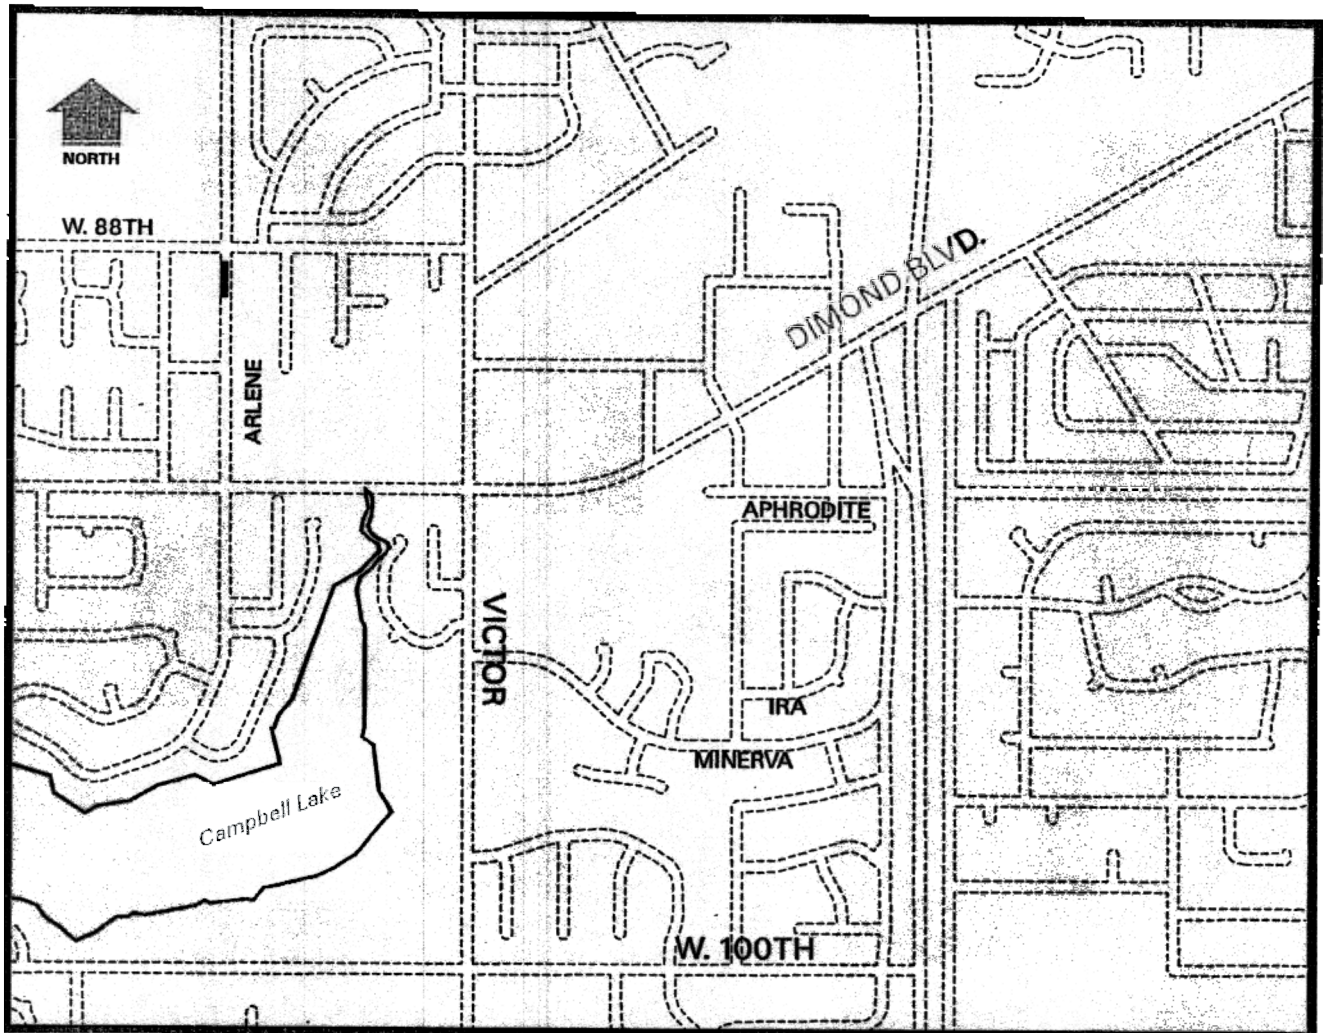 NORTH
W. 88TH
DIMOND BLVD.
ARLENE
APHRODITE
VICTOR
IRA
MINERVA
Campbell Lake
W. 100TH